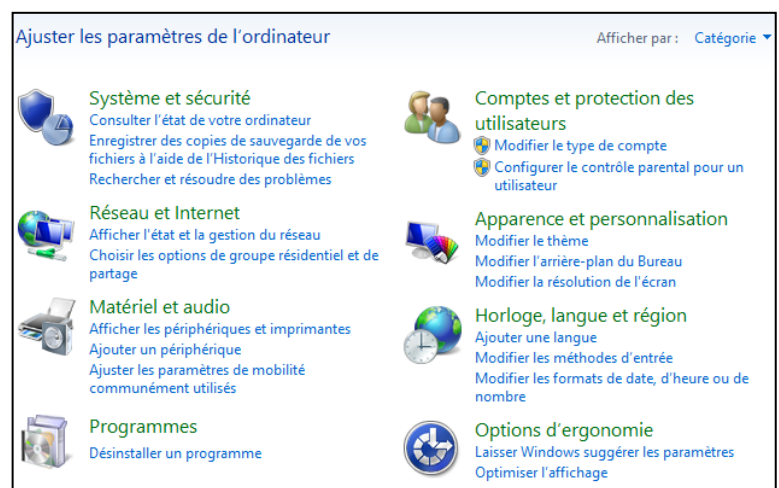 Ajuster les paramètres de l'ordinateur
Afficher par : Catégorie
Système et sécurité
Consulter l'état de votre ordinateur
Enregistrer des copies de sauvegarde de vos
fichiers à l'aide de l'Historique des fichiers
Rechercher et résoudre des problèmes
Réseau et Internet
Afficher l'état et la gestion du réseau
Choisir les options de groupe résidentiel et de
partage
Matériel et audio
Afficher les périphériques et imprimantes
Ajouter un périphérique
Ajuster les paramètres de mobilité
communément utilisés
Programmes
Désinstaller un programme
Comptes et protection des
utilisateurs
Modifier le type de compte
Configurer le contrôle parental pour un
utilisateur
Apparence et personnalisation
Modifier le thème
Modifier l'arrière-plan du Bureau
Modifier la résolution de l'écran
Horloge, langue et région
Ajouter une langue
Modifier les méthodes d'entrée
Modifier les formats de date, d'heure ou de
nombre
Options d'ergonomie
Laisser Windows suggérer les paramètres
Optimiser l'affichage